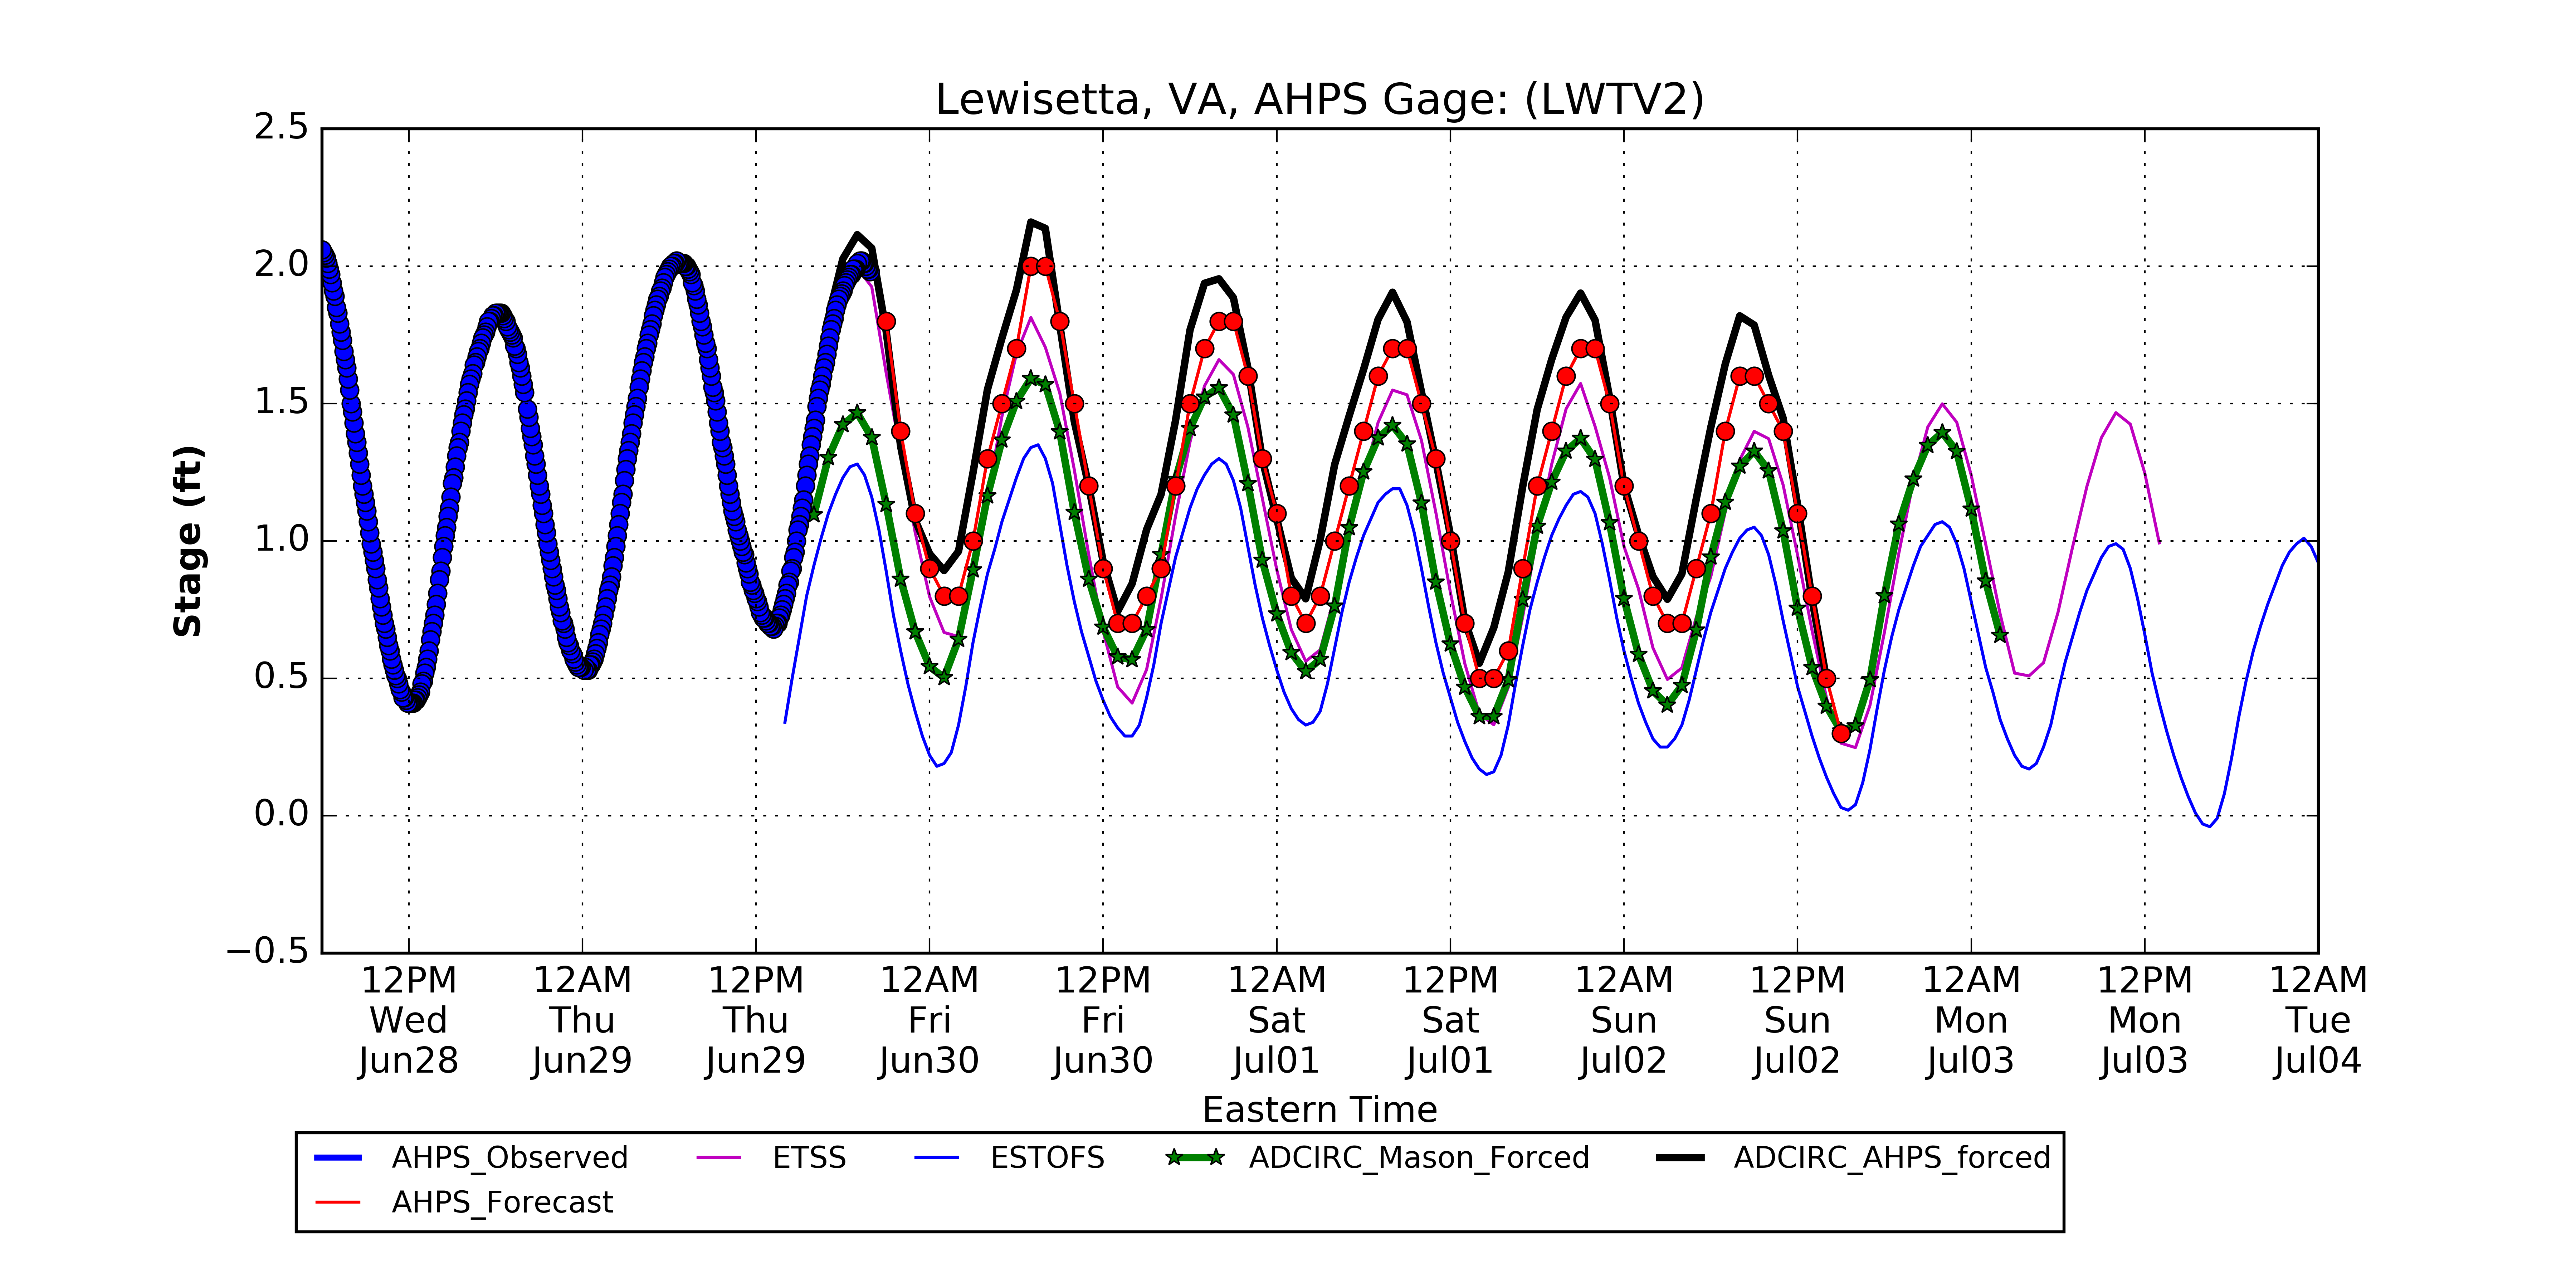 Lewisetta, VA, AHPS Gage: (LWTV2)
2.5
2.0
1.5
1.0
0.5
0.0
−0.5
Stage (ft)
12PM 12AM 12PM 12AM 12PM 12AM 12PM 12AM 12PM 12AM 12PM 12AM
Wed Thu Thu Fri Fri Sat Sat Sun Sun Mon Mon Tue
Jun28 Jun29 Jun29 Jun30 Jun30 Jul01 Jul01 Jul02 Jul02 Jul03 Jul03 Jul04
Eastern Time
AHPS_Observed ETSS ESTOFS ADCIRC_Mason_Forced ADCIRC_AHPS_forced
AHPS_Forecast